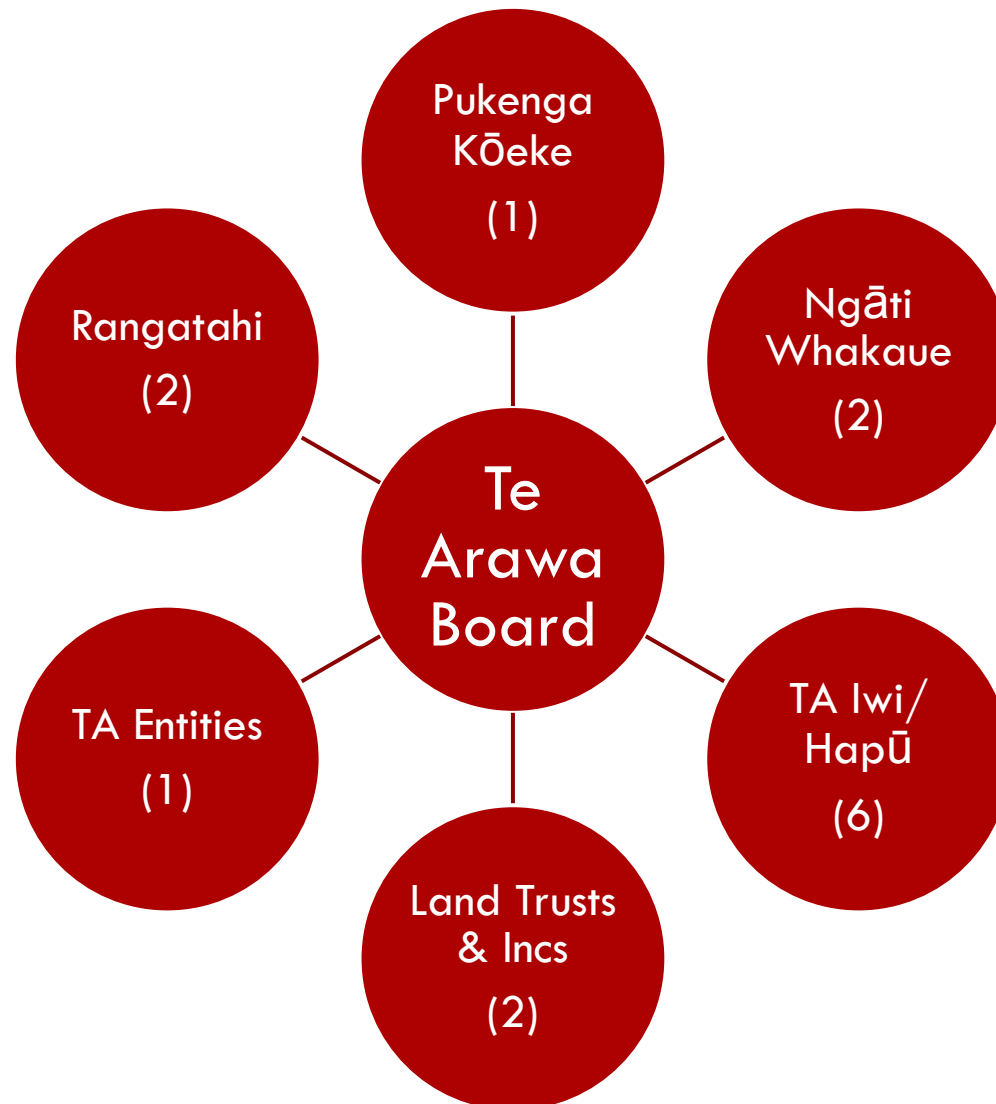 Pukenga
Kōeke
(1)
Ngāti
Whakaue
(2)
TA Iwi/
Hapū
(6)
Land Trusts
& Incs
(2)
TA Entities
(1)
Rangatahi
(2)
Te
Arawa
Board